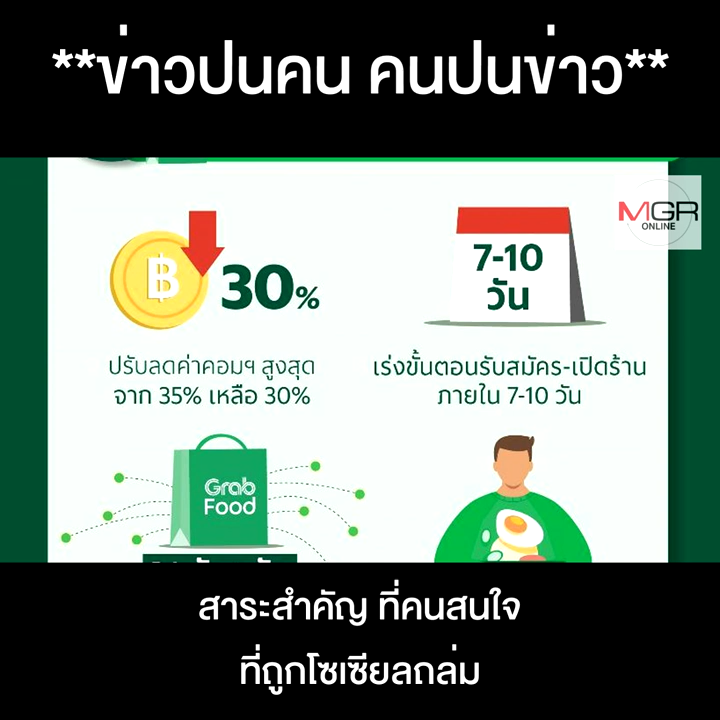 **ข่าวปนคน คนปนข่าว**
MGR
ONLINE
฿ 30%
7-10
วัน
ปรับลดค่าคอมฯ สูงสุด
จาก 35% เหลือ 30%
เร่งขั้นตอนรับสมัคร-เปิดร้าน
ภายใน 7-10 วัน
Grab
Food
สาระสำคัญ ที่คนสนใจ
ที่ถูกโซเซียลถล่ม